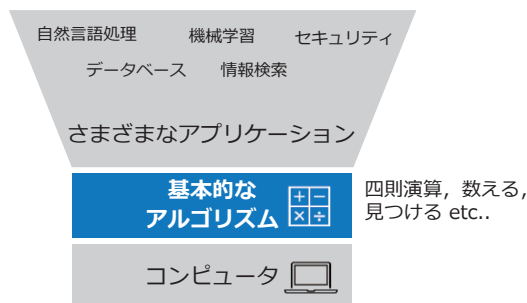 自然言語処理 機械学習 セキュリティ
データベース 情報検索
さまざまなアプリケーション
基本的な
アルゴリズム
四則演算，数える，
見つける etc..
コンピュータ